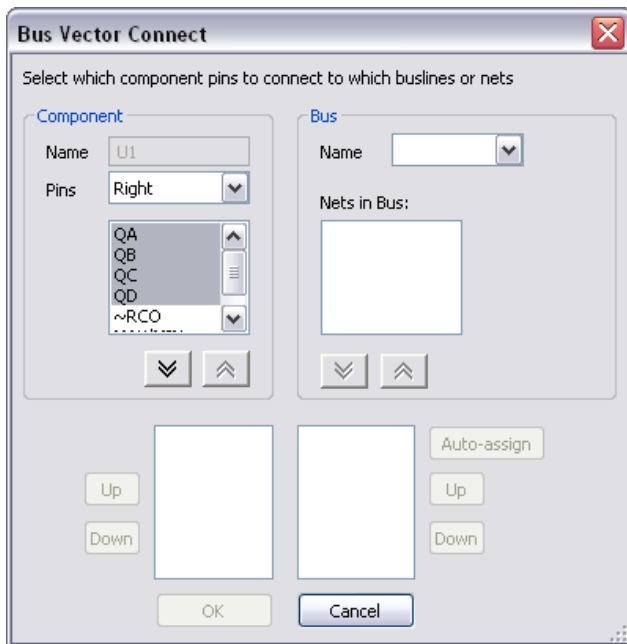 Bus Vector Connect
Select which component pins to connect to which buslines or nets
Component
Name U1
Pins Right
QA
QB
QC
QD
~RCO
Bus
Name
Nets in Bus:
Auto-assign
Up
Down
Up
Down
OK
Cancel